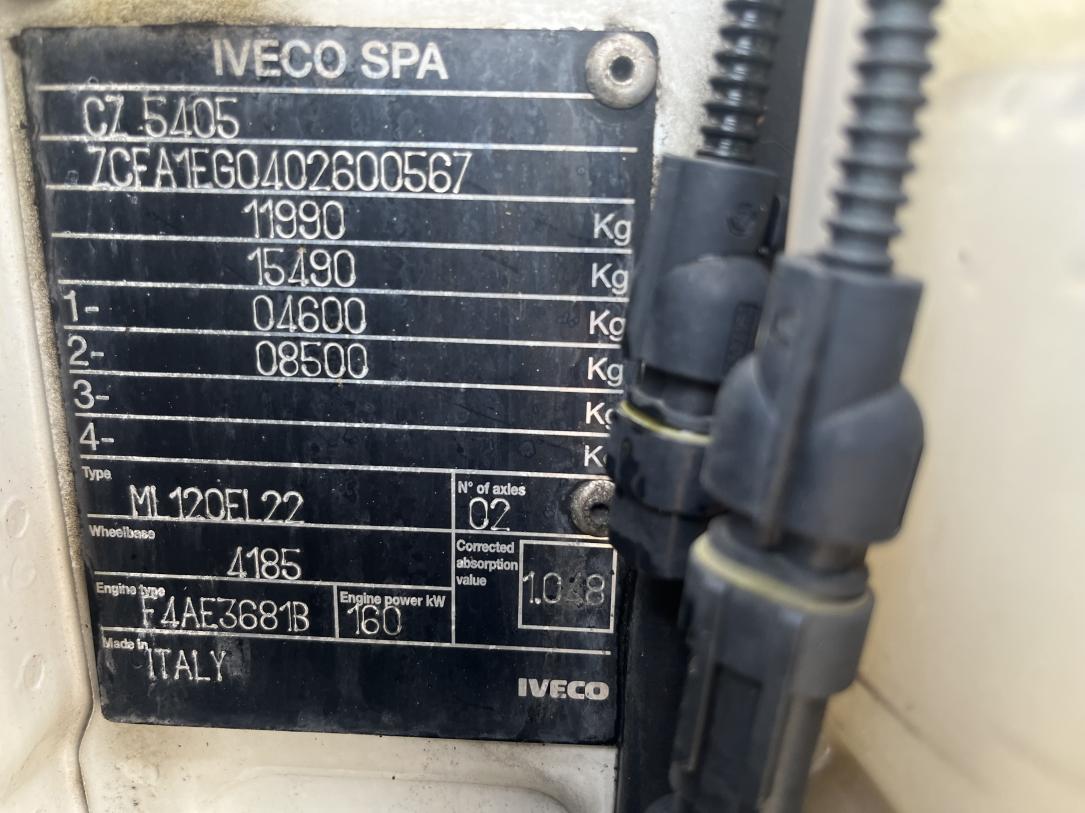 IVECO SPA
CZ 5405
ZCFA1EG0402600567
11990 Kg
15490 Kg
1- 04600 Kg
2- 08500 Kg
3- Kg
4- K
Type
ML120EL22
N° of axles
02
Wheelbase
4185
Corrected
absorption
value
1.048
Engine type
F4AE3681B
Engine power kW
160
Made in
ITALY
IVECO